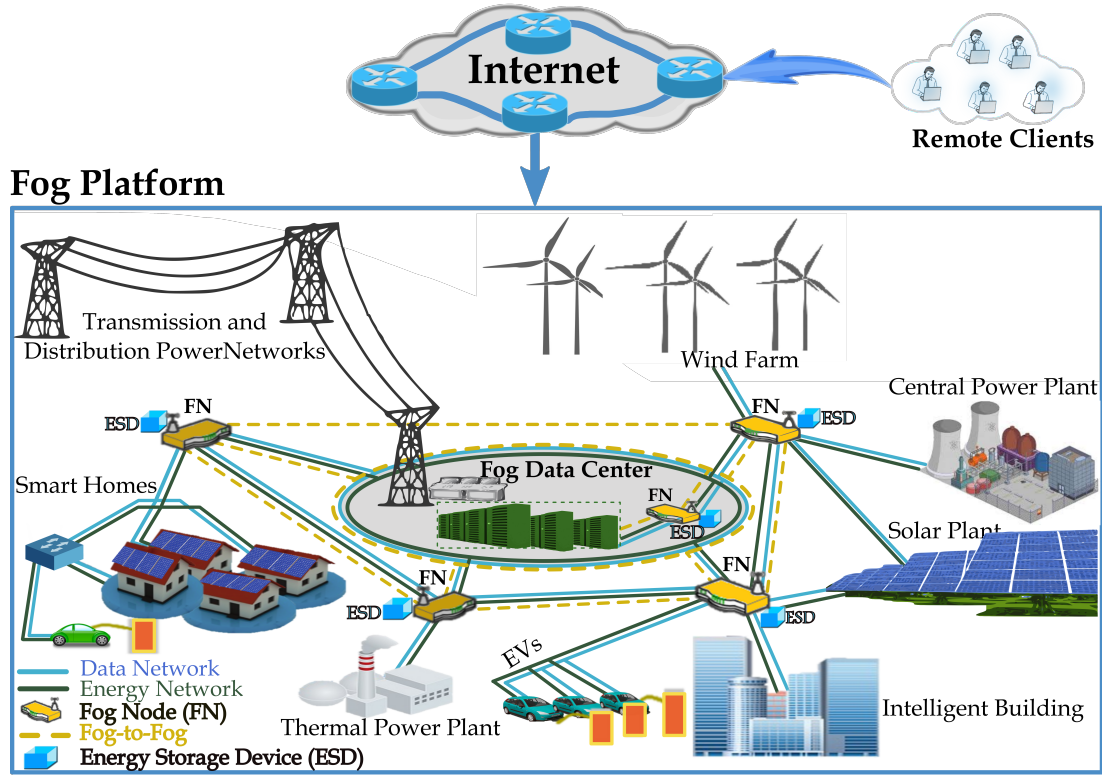 Internet
Remote Clients
Fog Platform
Transmission and
Distribution PowerNetworks
Wind Farm
Central Power Plant
FN
ESD
FN
ESD
Fog Data Center
Smart Homes
FN
ESD
Solar Plant
FN
ESD
FN
ESD
EVs
Thermal Power Plant
Intelligent Building
Data Network
Energy Network
Fog Node (FN)
Fog-to-Fog
Energy Storage Device (ESD)